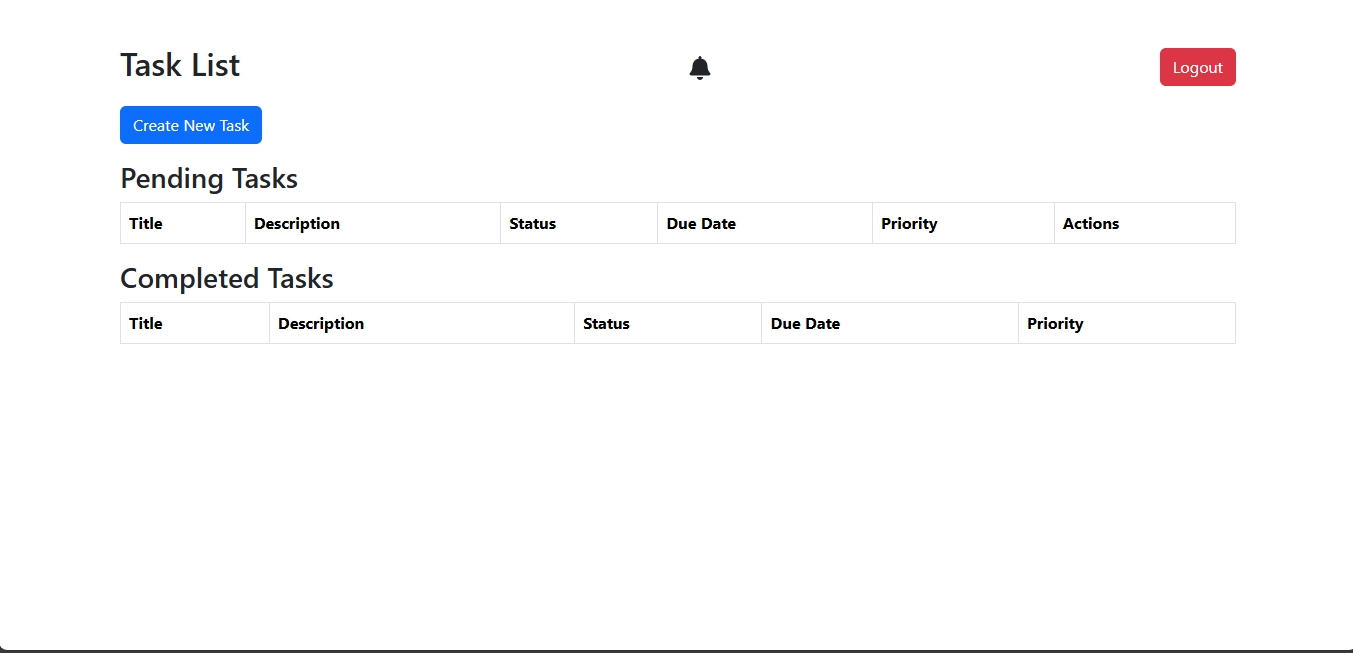 Task List
Logout
Create New Task
Pending Tasks
Title Description Status Due Date Priority Actions
Completed Tasks
Title Description Status Due Date Priority